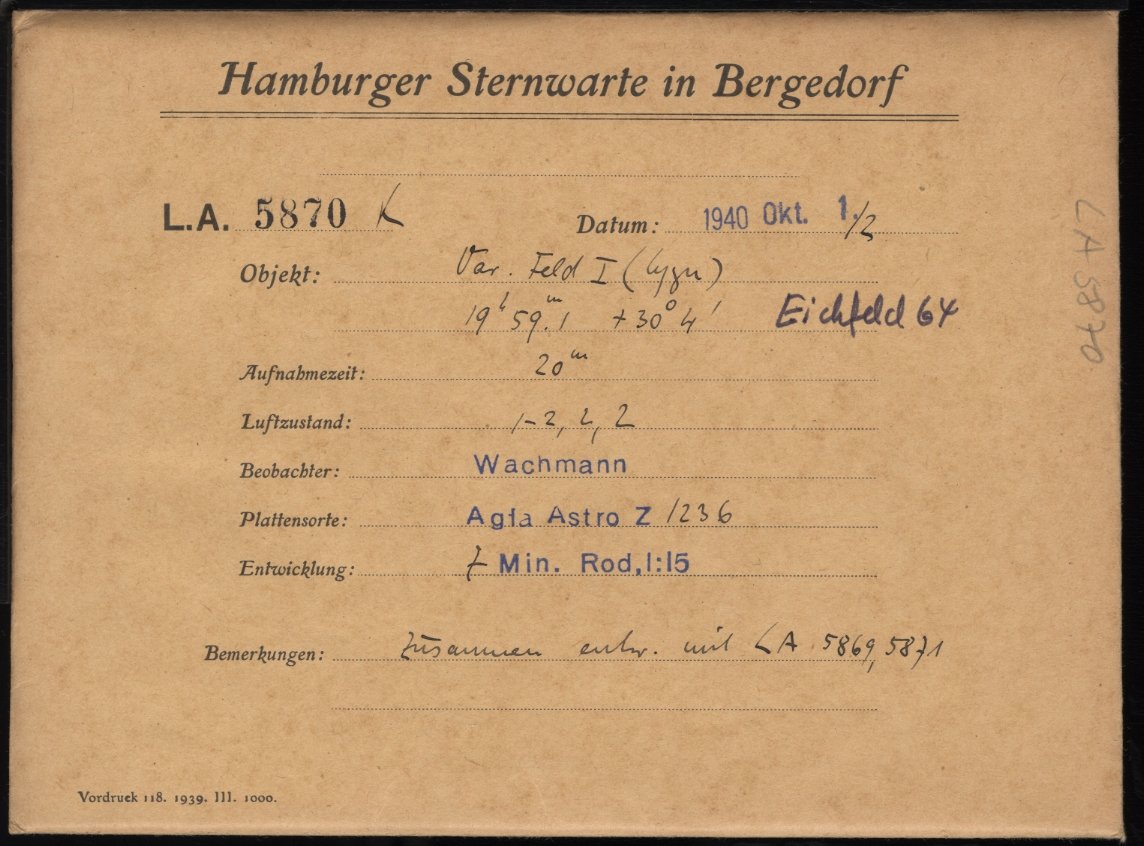 Hamburger Sternwarte in Bergedorf
L.A. 5870 K Datum: 1940 Okt. 1./2
Objekt: Var. Feld I (Cygn)
19ʰ 59ᵐ.1 +30° 4' Eichfeld 64
Aufnahmezeit: 20ᵐ
Luftzustand: 1-2, 2, 2
Beobachter: Wachmann
Plattensorte: Agfa Astro Z 1236
Entwicklung: 7 Min. Rod, 1:15
Bemerkungen: Zusammen entw. mit LA 5869, 5871
Vordruck 118. 1939. III. 1000.
LA 5870